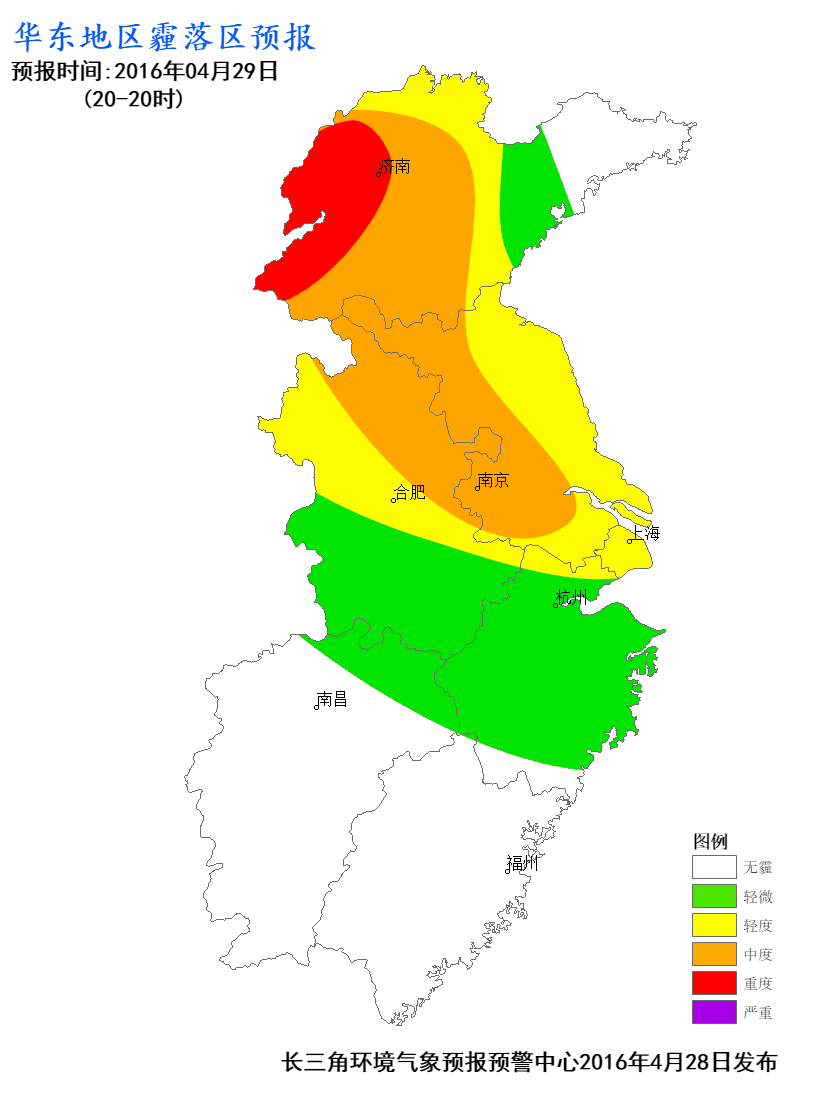 华东地区霾落区预报
预报时间:2016年04月29日
(20-20时)
济南
南京
合肥
上海
杭州
南昌
福州
图例
无霾
轻微
轻度
中度
重度
严重
长三角环境气象预报预警中心2016年4月28日发布